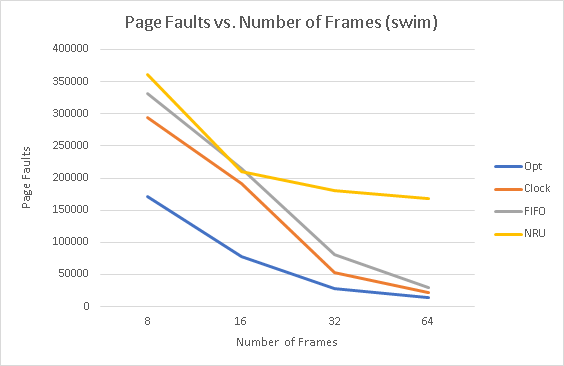 Page Faults vs. Number of Frames (swim)
400000
350000
300000
250000
200000
150000
100000
50000
0
Page Faults
8 16 32 64
Number of Frames
Opt
Clock
FIFO
NRU